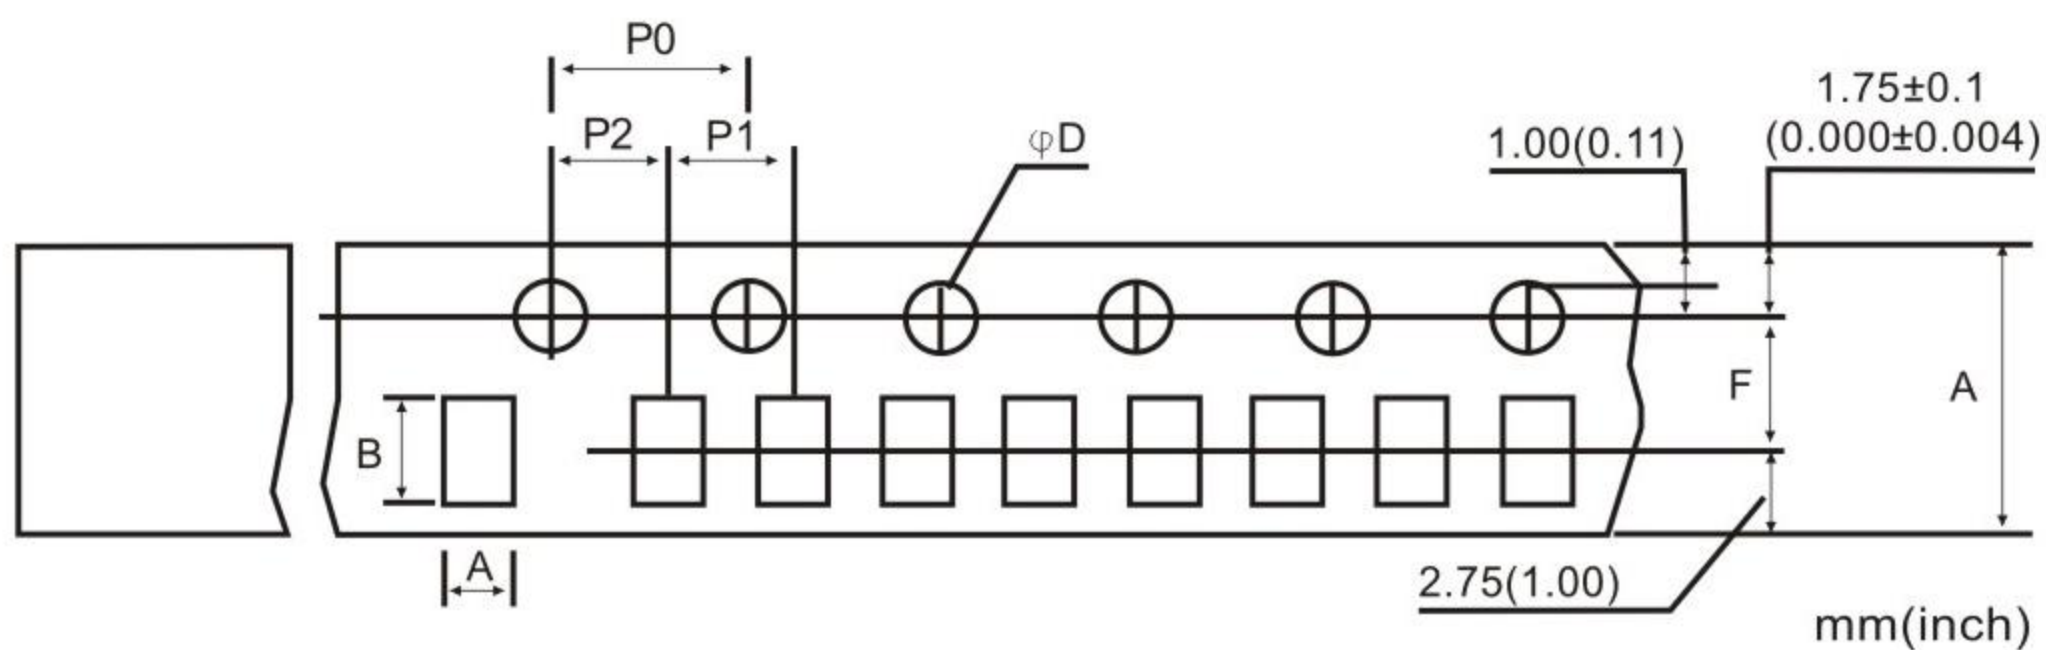 P0
P2
P1
φD
1.00(0.11)
1.75±0.1
(0.000±0.004)
B
F
A
A
2.75(1.00)
mm(inch)